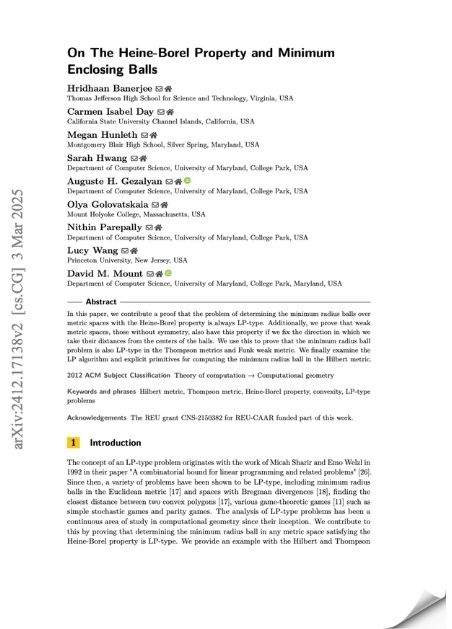 On The Heine-Borel Property and Minimum
Enclosing Balls
Hridhaan Banerjee
Thomas Jefferson High School for Science and Technology, Virginia, USA
Carmen Isabel Day
California State University Channel Islands, California, USA
Megan Hunleth
Montgomery Blair High School, Silver Spring, Maryland, USA
Sarah Hwang
Department of Computer Science, University of Maryland, College Park, USA
Auguste H. Gezalyan
Department of Computer Science, University of Maryland, College Park, USA
Olya Golovatskaia
Mount Holyoke College, Massachusetts, USA
Nithin Parepally
Department of Computer Science, University of Maryland, College Park, USA
Lucy Wang
Princeton University, New Jersey, USA
David M. Mount
Department of Computer Science, University of Maryland, College Park, Maryland, USA
Abstract
In this paper, we contribute a proof that the problem of determining the minimum radius balls over
metric spaces with the Heine-Borel property is always LP-type. Additionally, we prove that weak
metric spaces, those without symmetry, also have this property if we fix the direction in which we
take their distances from the centers of the balls. We use this to prove that the minimum radius ball
problem is also LP-type in the Thompson metrics and Funk weak metric. We finally examine the
LP algorithm and explicit primitives for computing the minimum radius ball in the Hilbert metric.
2012 ACM Subject Classification Theory of computation → Computational geometry
Keywords and phrases Hilbert metric, Thompson metric, Heine-Borel property, convexity, LP-type
problems
Acknowledgements The REU grant CNS-2150382 for REU-CAAR funded part of this work.
1 Introduction
The concept of an LP-type problem originates with the work of Micah Sharir and Emo Welzl in
1992 in their paper "A combinatorial bound for linear programming and related problems" [26].
Since then, a variety of problems have been shown to be LP-type, including minimum radius
balls in the Euclidean metric [17] and spaces with Bregman divergences [18], finding the
closest distance between two convex polygons [17], various game-theoretic games [11] such as
simple stochastic games and parity games. The analysis of LP-type problems has been a
continuous area of study in computational geometry since their inception. We contribute to
this by proving that determining the minimum radius ball in any metric space satisfying the
Heine-Borel property is LP-type. We provide an example with the Hilbert and Thompson
arXiv:2412.17138v2 [cs.CG] 3 Mar 2025